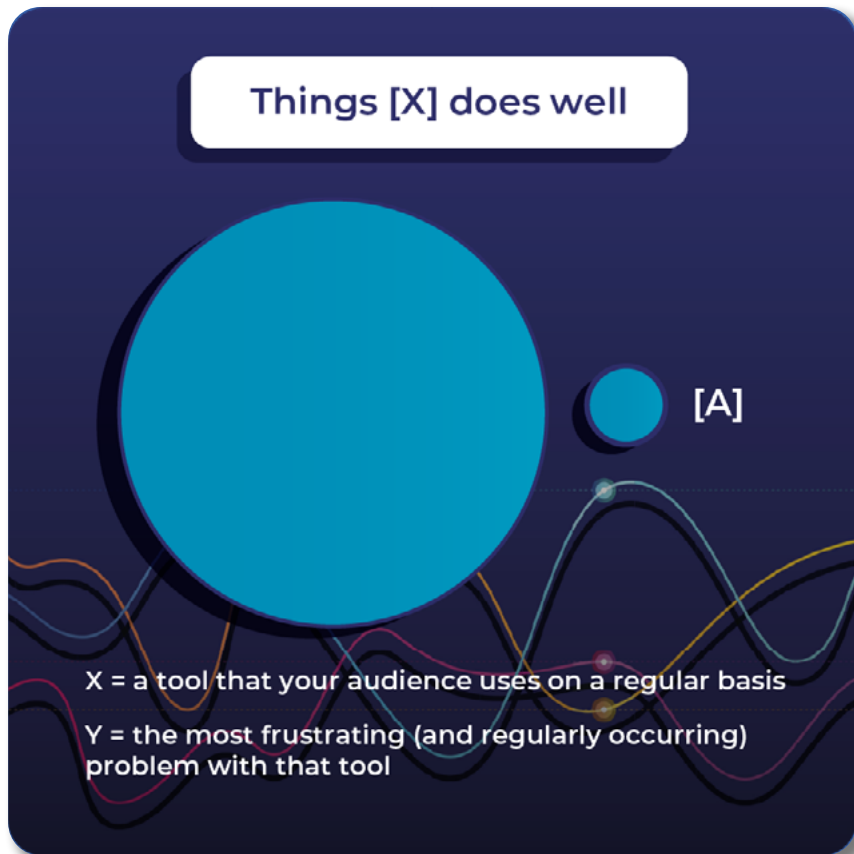 Things [X] does well
[A]
X = a tool that your audience uses on a regular basis
Y = the most frustrating (and regularly occurring)
problem with that tool